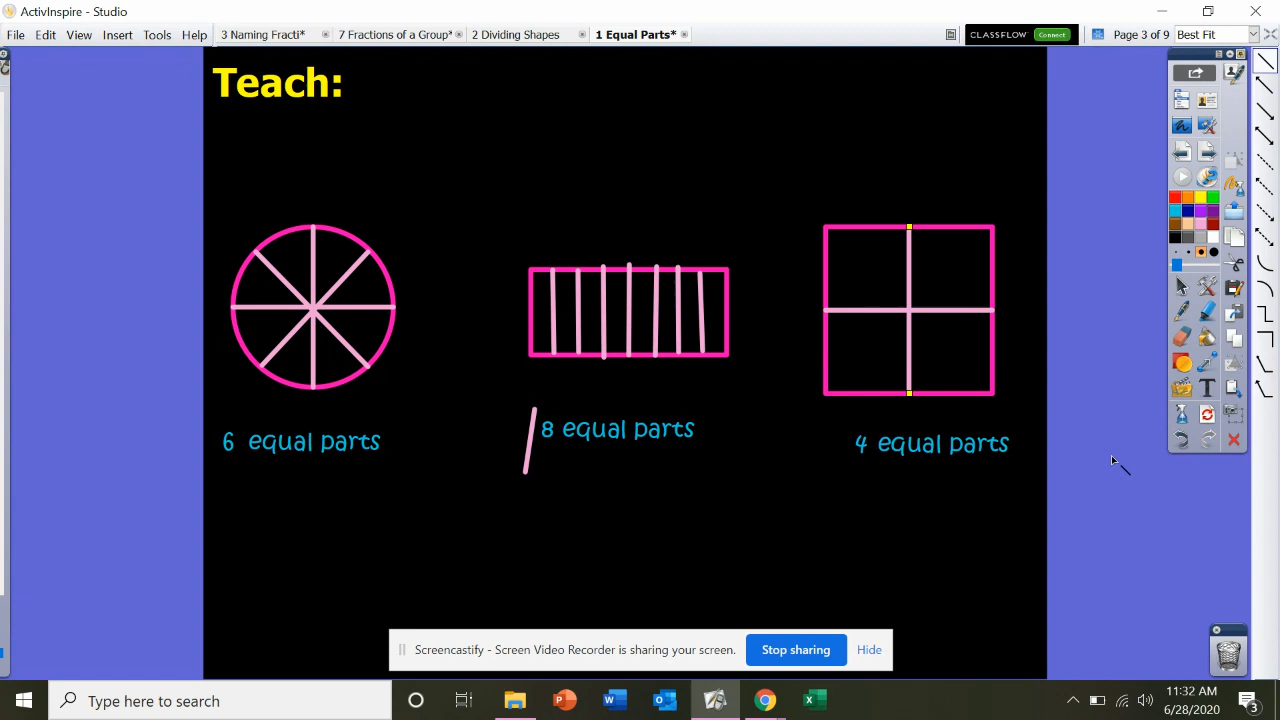 ActivInspire - Studio
File Edit View Insert Tools Help
3 Naming Fracti* 7 Fractions of a Group* 2 Dividing Shapes 1 Equal Parts*
CLASSFLOW Connect
Page 3 of 9 Best Fit
Teach:
6 equal parts
8 equal parts
4 equal parts
Screencastify - Screen Video Recorder is sharing your screen.
Stop sharing
Hide
Type here to search
11:32 AM
6/28/2020
3